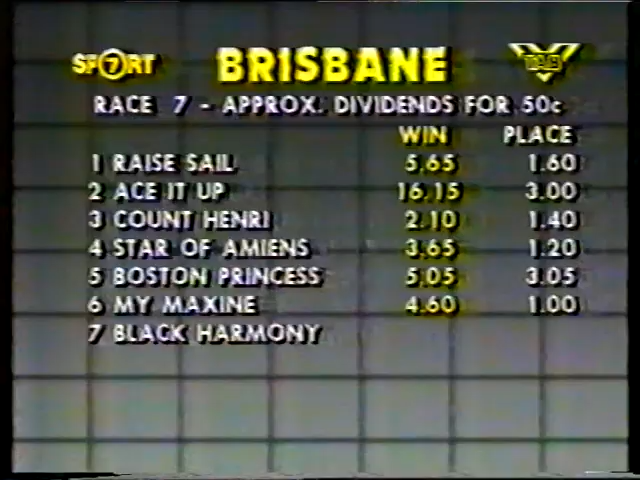 SP7RT BRISBANE TAB
RACE 7 - APPROX. DIVIDENDS FOR 50c
WIN PLACE
1 RAISE SAIL 5.65 1.60
2 ACE IT UP 16.15 3.00
3 COUNT HENRI 2.10 1.40
4 STAR OF AMIENS 3.65 1.20
5 BOSTON PRINCESS 5.05 3.05
6 MY MAXINE 4.60 1.00
7 BLACK HARMONY